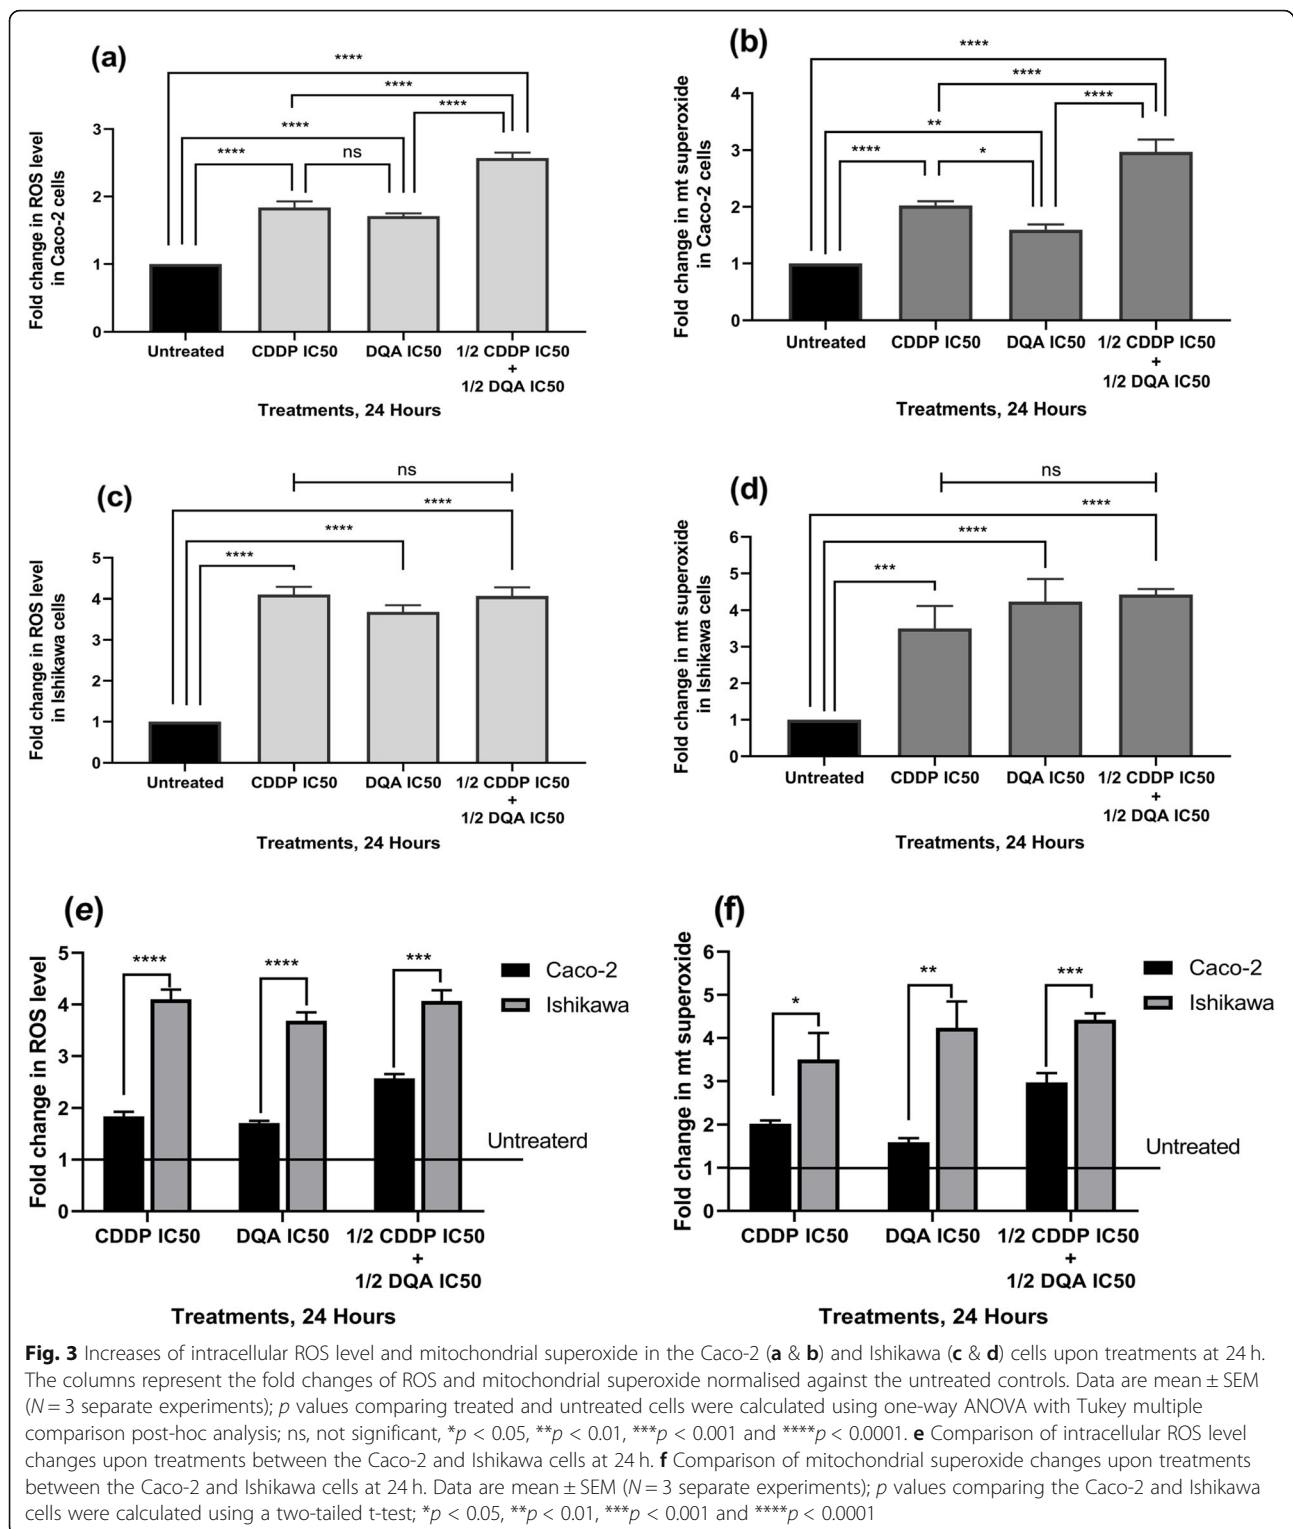 (a)
****
****
****
****
****
ns
Fold change in ROS level
in Caco-2 cells
3
2
1
0
Untreated
CDDP IC50
DQA IC50
1/2 CDDP IC50
+
1/2 DQA IC50
Treatments, 24 Hours
(b)
****
****
****
**
****
*
Fold change in mt superoxide
in Caco-2 cells
4
3
2
1
0
Untreated
CDDP IC50
DQA IC50
1/2 CDDP IC50
+
1/2 DQA IC50
Treatments, 24 Hours
(c)
ns
****
****
****
Fold change in ROS level
in Ishikawa cells
5
4
3
2
1
0
Untreated
CDDP IC50
DQA IC50
1/2 CDDP IC50
+
1/2 DQA IC50
Treatments, 24 Hours
(d)
ns
****
****
***
Fold change in mt superoxide
in Ishikawa cells
6
5
4
3
2
1
0
Untreated
CDDP IC50
DQA IC50
1/2 CDDP IC50
+
1/2 DQA IC50
Treatments, 24 Hours
(e)
****
****
***
Caco-2
Ishikawa
Fold change in ROS level
5
4
3
2
1
0
Untreaterd
CDDP IC50
DQA IC50
1/2 CDDP IC50
+
1/2 DQA IC50
Treatments, 24 Hours
(f)
*
**
***
Caco-2
Ishikawa
Fold change in mt superoxide
6
5
4
3
2
1
0
Untreated
CDDP IC50
DQA IC50
1/2 CDDP IC50
+
1/2 DQA IC50
Treatments, 24 Hours
Fig. 3 Increases of intracellular ROS level and mitochondrial superoxide in the Caco-2 (a & b) and Ishikawa (c & d) cells upon treatments at 24 h.
The columns represent the fold changes of ROS and mitochondrial superoxide normalised against the untreated controls. Data are mean ± SEM
(N = 3 separate experiments); p values comparing treated and untreated cells were calculated using one-way ANOVA with Tukey multiple
comparison post-hoc analysis; ns, not significant, *p < 0.05, **p < 0.01, ***p < 0.001 and ****p < 0.0001. e Comparison of intracellular ROS level
changes upon treatments between the Caco-2 and Ishikawa cells at 24 h. f Comparison of mitochondrial superoxide changes upon treatments
between the Caco-2 and Ishikawa cells at 24 h. Data are mean ± SEM (N = 3 separate experiments); p values comparing the Caco-2 and Ishikawa
cells were calculated using a two-tailed t-test; *p < 0.05, **p < 0.01, ***p < 0.001 and ****p < 0.0001